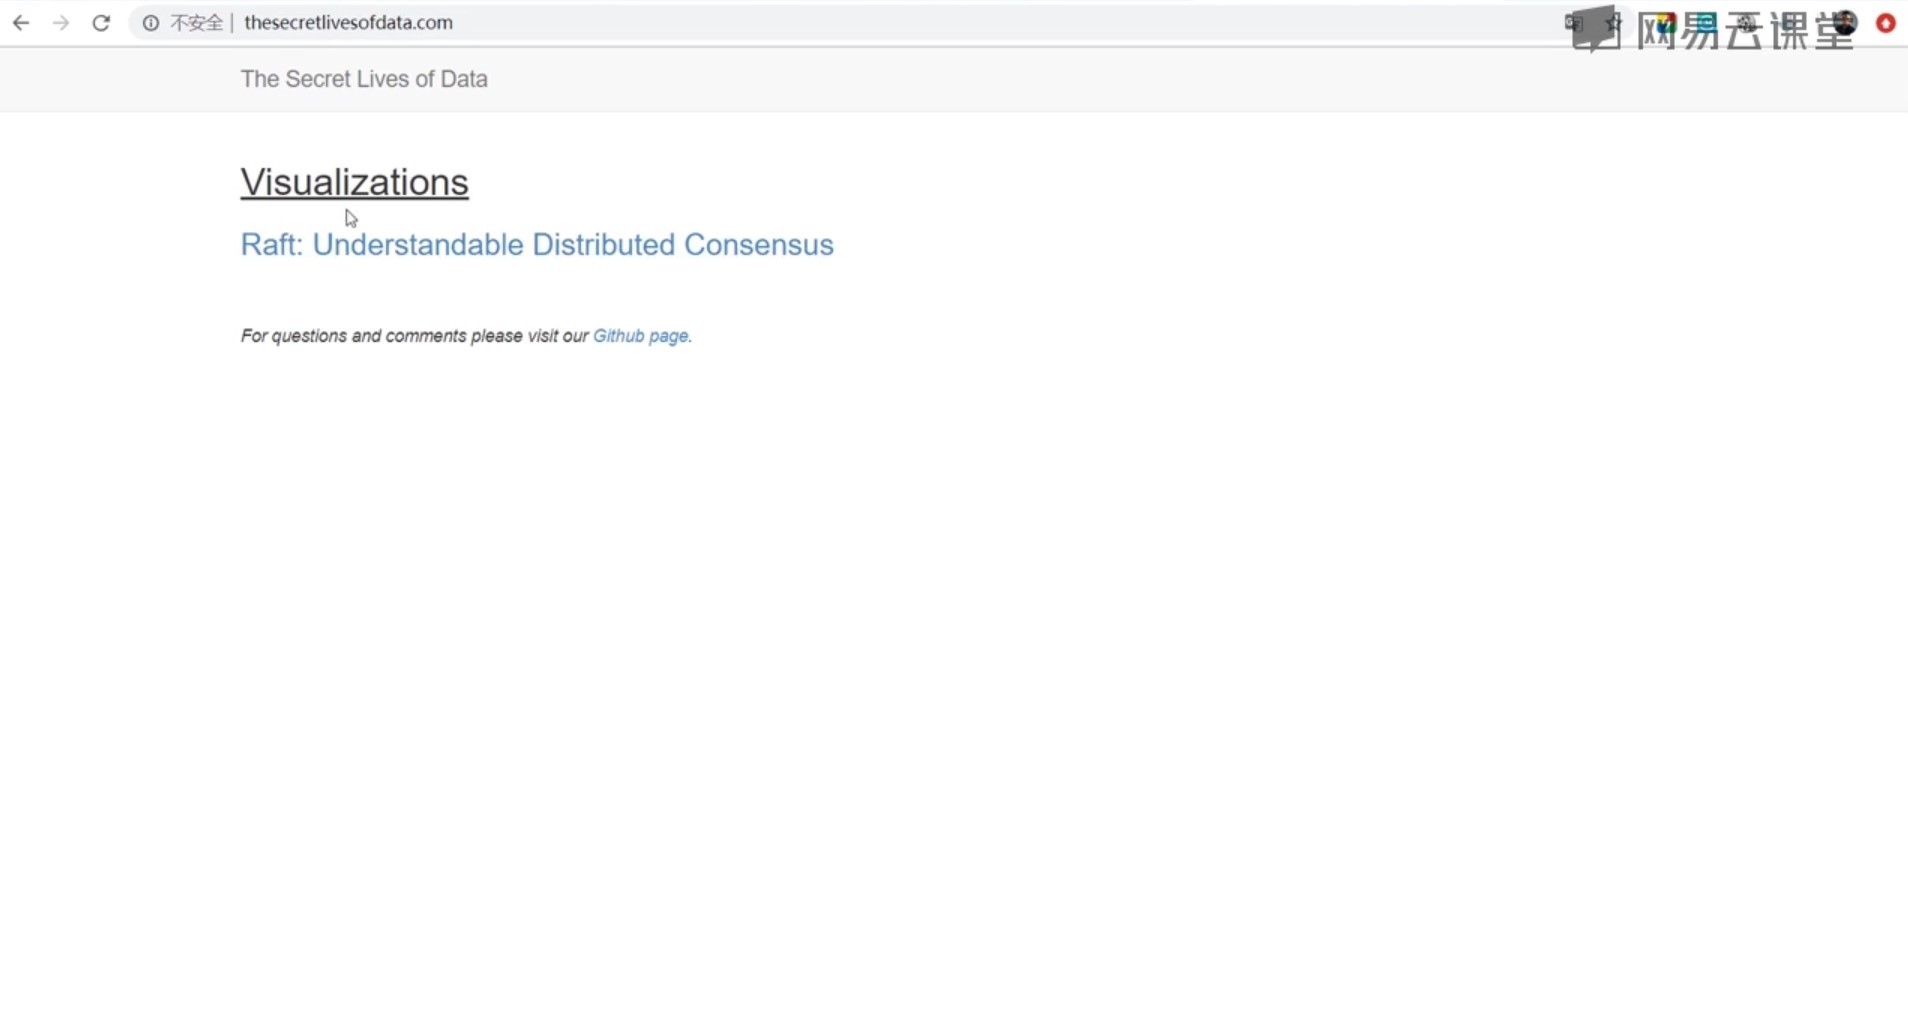 不安全 | thesecretlivesofdata.com
网易云课堂
The Secret Lives of Data
Visualizations
Raft: Understandable Distributed Consensus
For questions and comments please visit our Github page.